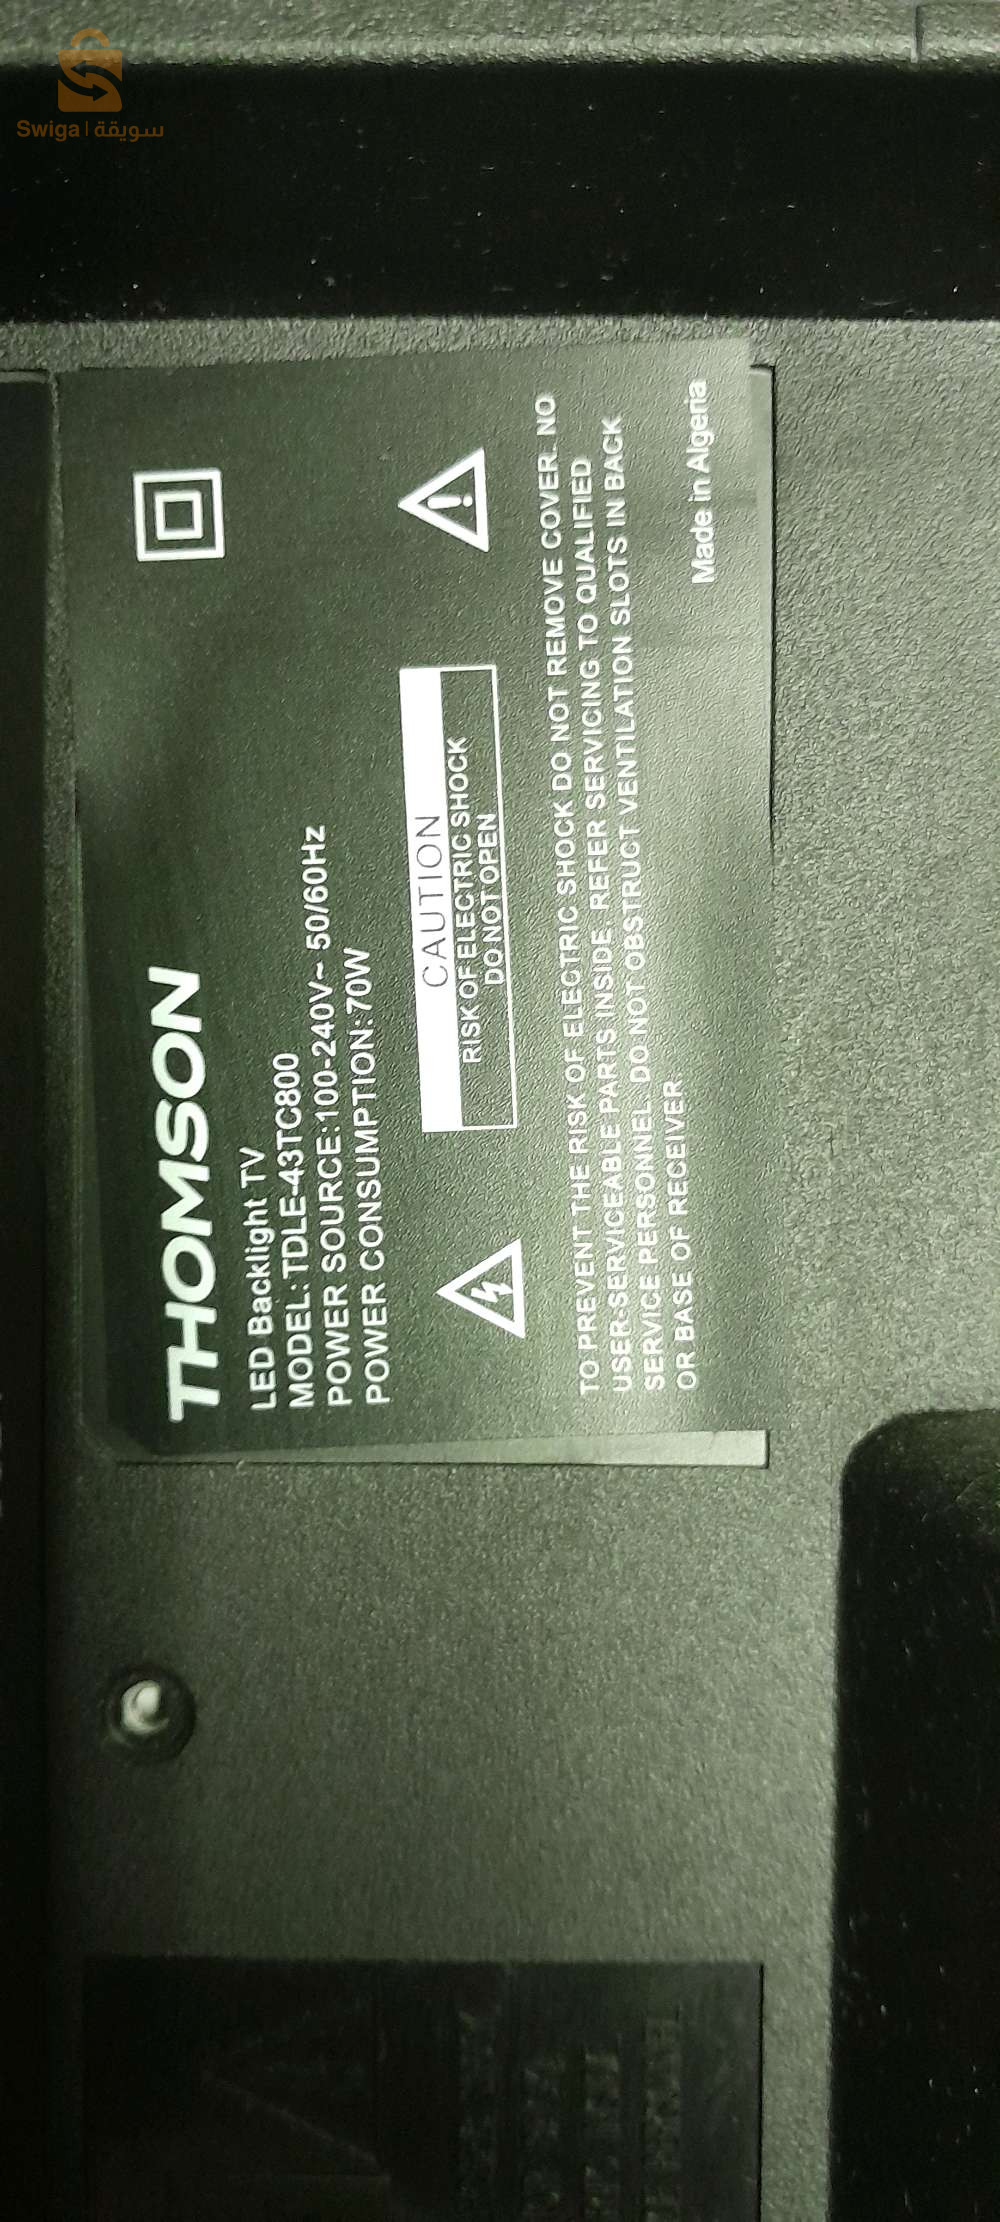 Swiga | سويقة
THOMSON
LED Backlight TV
MODEL: TDLE-43TC800
POWER SOURCE:100-240V~ 50/60Hz
POWER CONSUMPTION: 70W
CAUTION
RISK OF ELECTRIC SHOCK
DO NOT OPEN
TO PREVENT THE RISK OF ELECTRIC SHOCK DO NOT REMOVE COVER. NO
USER-SERVICEABLE PARTS INSIDE. REFER SERVICING TO QUALIFIED
SERVICE PERSONNEL. DO NOT OBSTRUCT VENTILATION SLOTS IN BACK
OR BASE OF RECEIVER
Made in Algeria